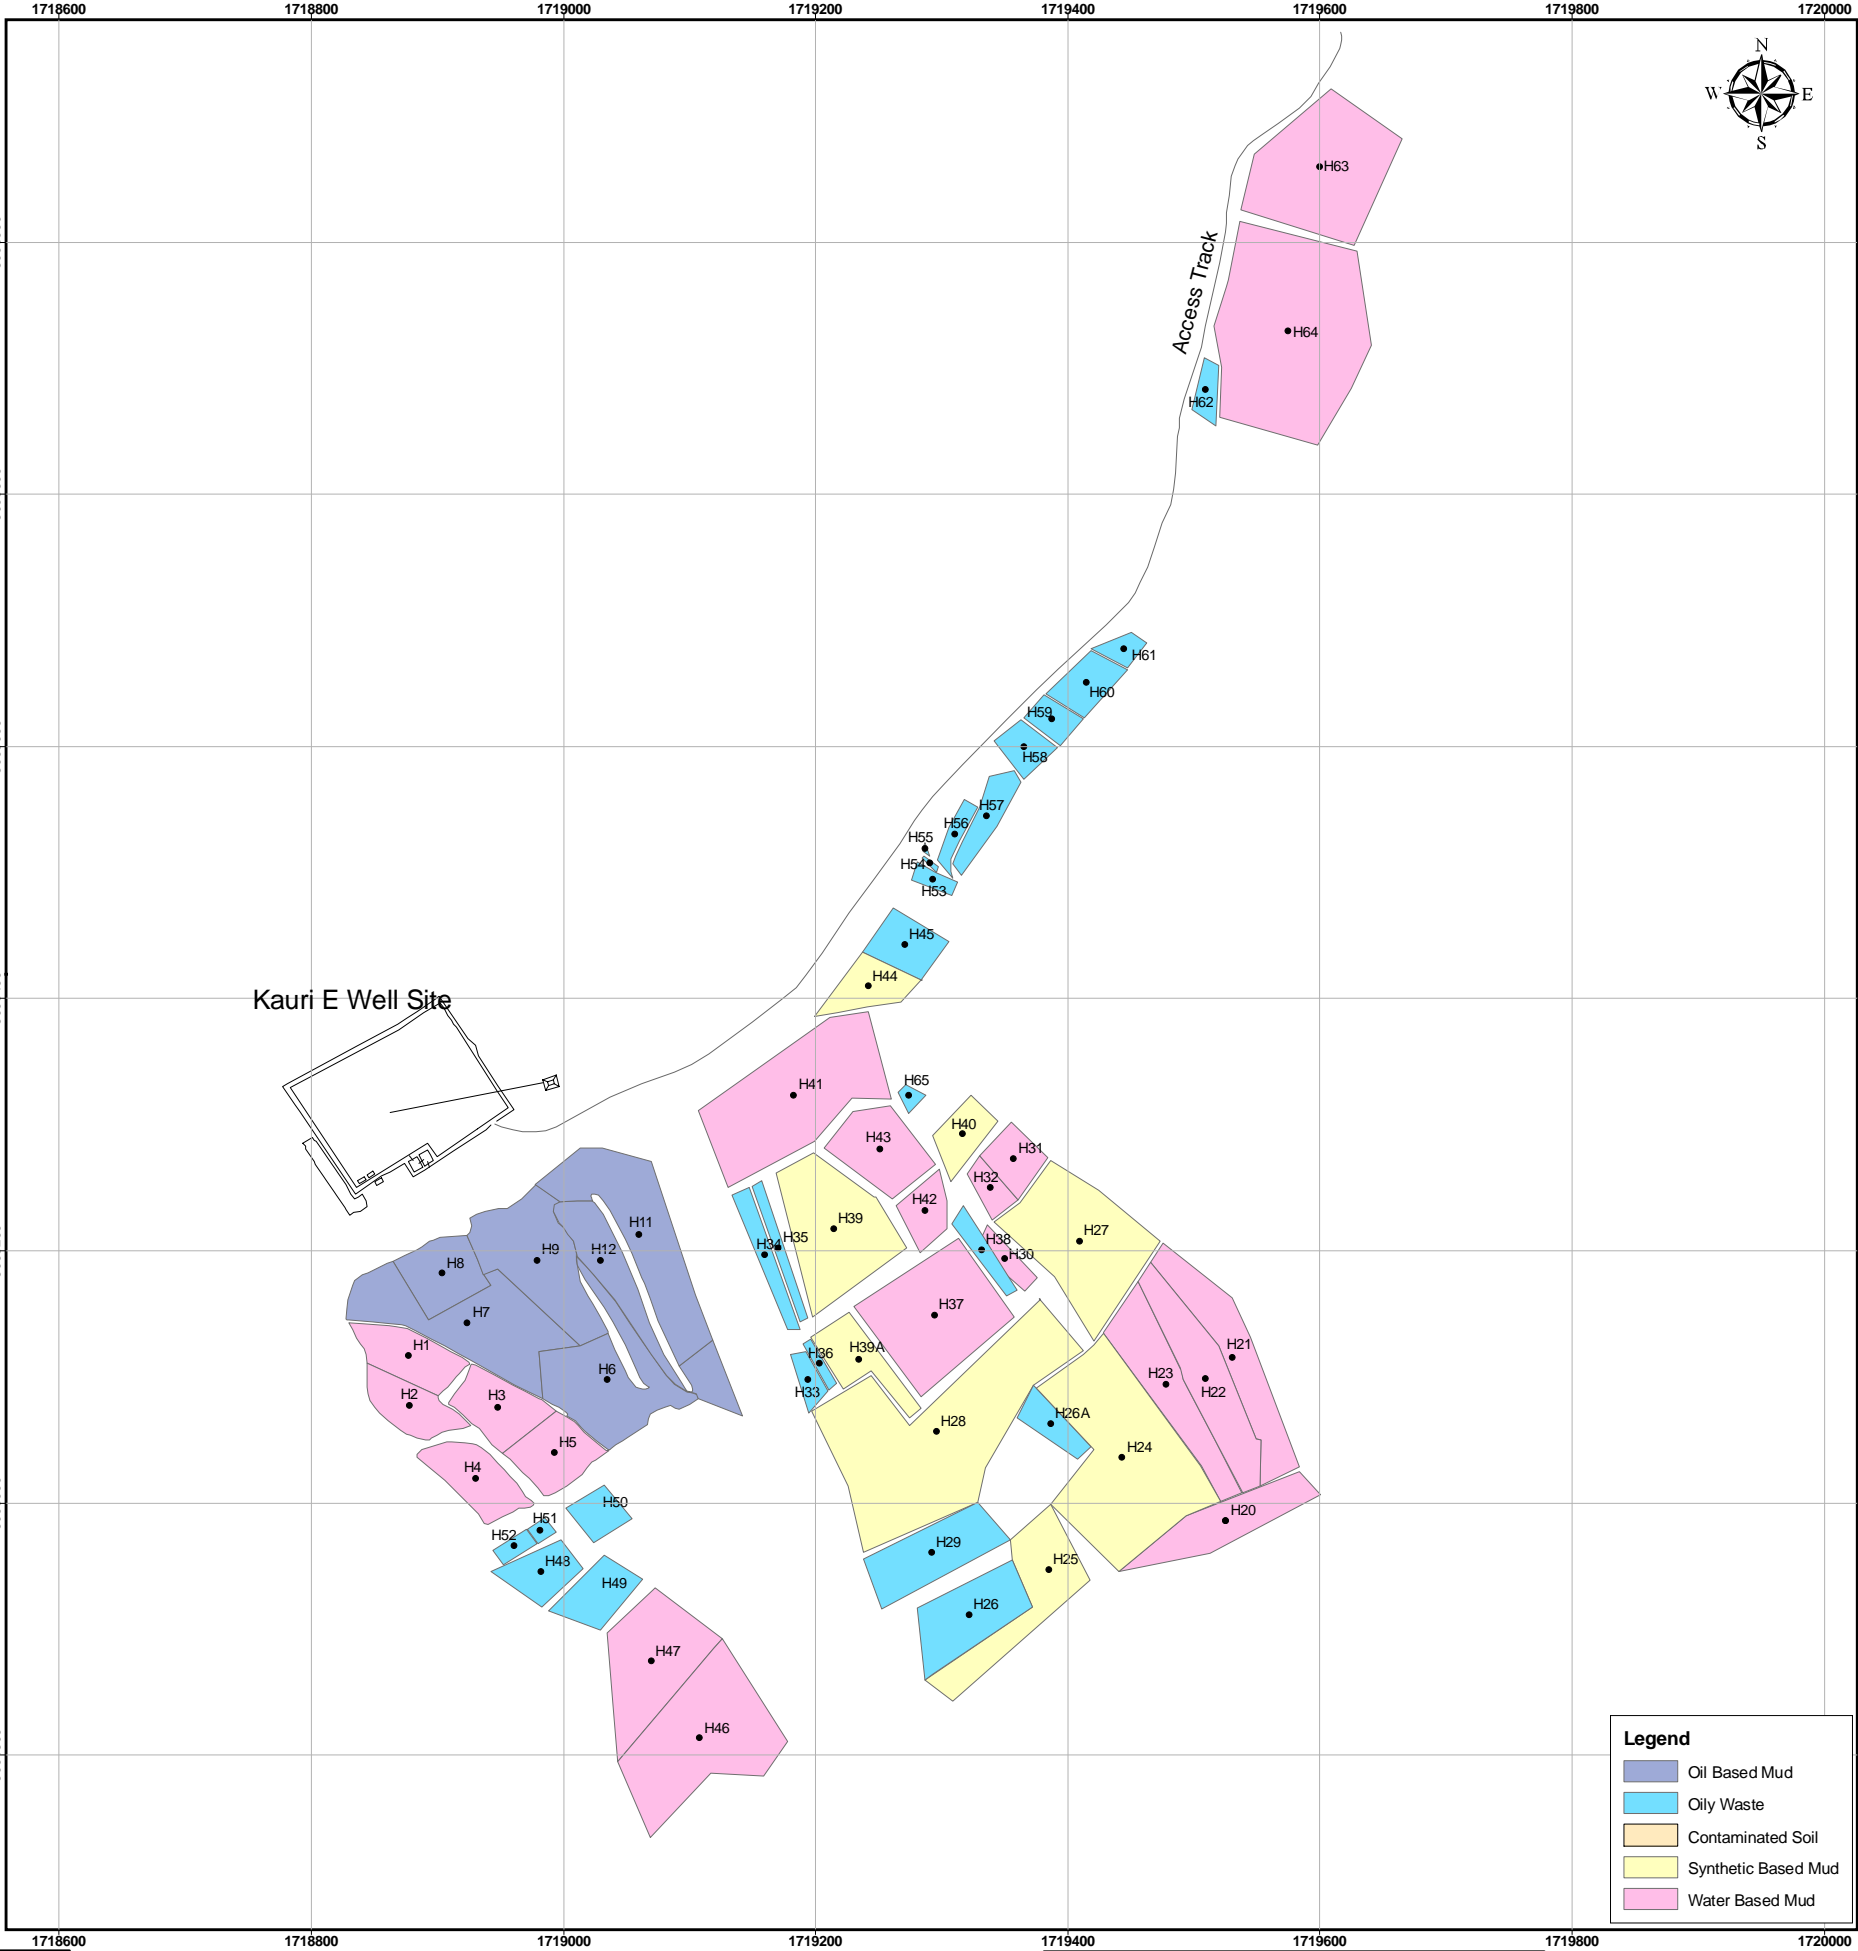 1718600 1718800 1719000 1719200 1719400 1719600 1719800 1720000
N
W E
S
H63
Access Track
H64
H62
H61
H60
H59
H58
H57
H56
H55
H54
H53
H45
H44
Kauri E Well Site
H41
H65
H43
H40
H31
H32
H42
H39
H27
H11
H9
H12
H8
H34
H35
H38
H30
H7
H37
H1
H36
H39A
H21
H6
H33
H23
H22
H2
H3
H28
H26A
H5
H24
H4
H50
H51
H20
H52
H29
H48
H25
H49
H26
H47
H46
Legend
Oil Based Mud
Oily Waste
Contaminated Soil
Synthetic Based Mud
Water Based Mud
1718600 1718800 1719000 1719200 1719400 1719600 1719800 1720000